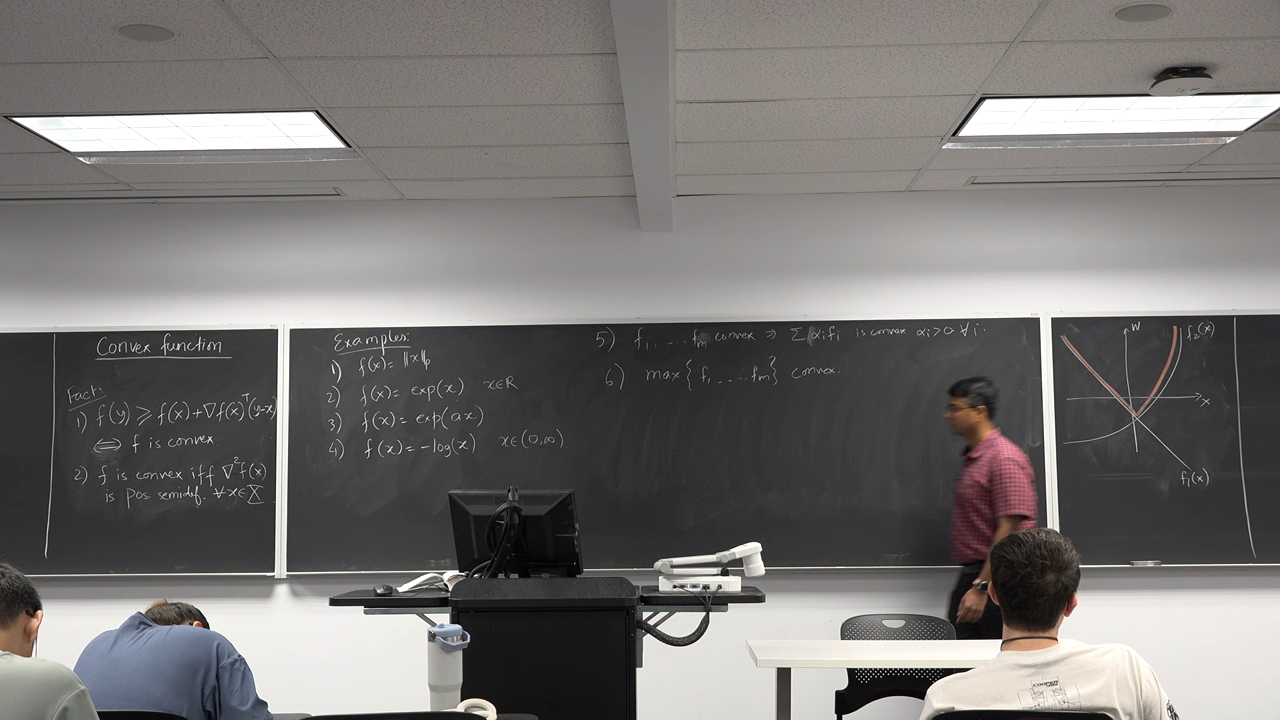 Convex function
Fact:
1) f(y) ⩾ f(x) + ∇f(x)ᵀ(y-x)
⇔ f is convex
2) f is convex iff ∇²f(x)
is pos. semidef. ∀x∈X
Examples:
1) f(x) = ‖x‖ₚ
2) f(x) = exp(x) x∈R
3) f(x) = exp(ax)
4) f(x) = -log(x) x∈(0,∞)
5) f₁,....fₘ convex ⇒ ∑ αᵢfᵢ is convex αᵢ>0 ∀i.
6) max{f₁,....,fₘ} convex.
f₂(x)
x
f₁(x)